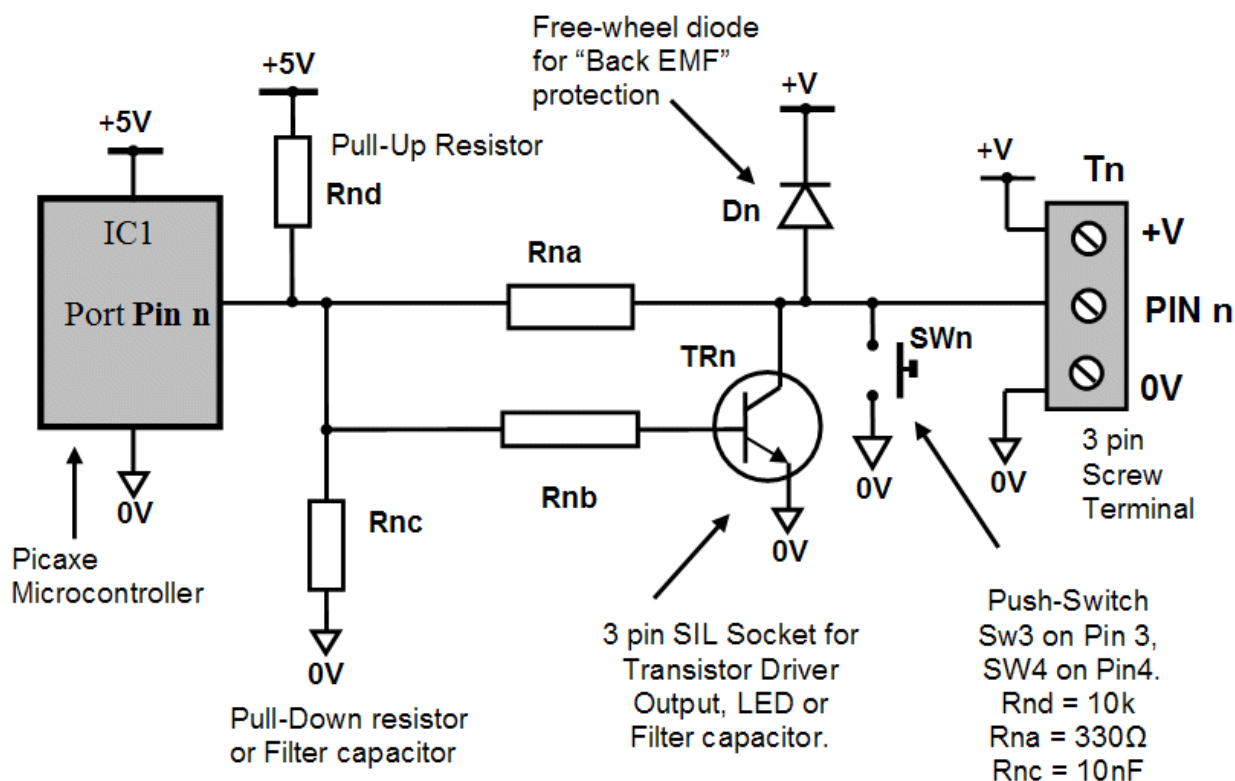 Free-wheel diode
for “Back EMF”
protection
+5V
+5V
+V
Pull-Up Resistor
Rnd
+V
Tn
Dn
IC1
Rna
+V
Port Pin n
PIN n
TRn
SWn
0V
0V
Rnb
Rnc
0V
0V
0V
3 pin
Screw
Terminal
Picaxe
Microcontroller
0V
Pull-Down resistor
or Filter capacitor
3 pin SIL Socket for
Transistor Driver
Output, LED or
Filter capacitor.
Push-Switch
Sw3 on Pin 3,
SW4 on Pin4.
Rnd = 10k
Rna = 330Ω
Rnc = 10nF